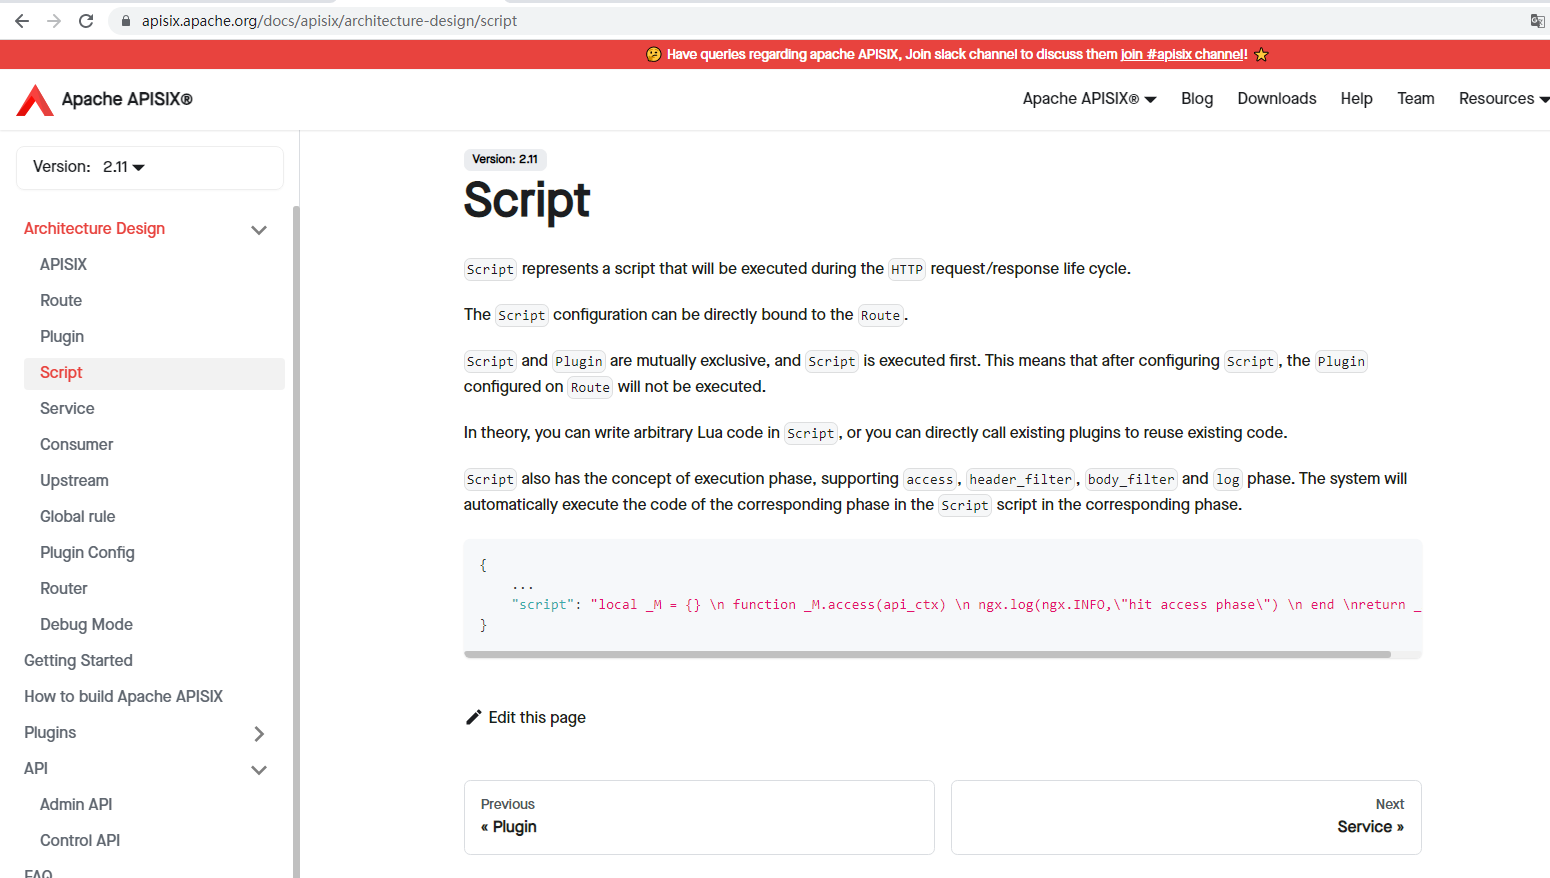 apisix.apache.org/docs/apisix/architecture-design/script
Have queries regarding apache APISIX, Join slack channel to discuss them join #apisix channel!
Apache APISIX®
Apache APISIX® Blog Downloads Help Team Resources
Version: 2.11
Architecture Design
APISIX
Route
Plugin
Script
Service
Consumer
Upstream
Global rule
Plugin Config
Router
Debug Mode
Getting Started
How to build Apache APISIX
Plugins
API
Admin API
Control API
FAQ
Version: 2.11
Script
Script represents a script that will be executed during the HTTP request/response life cycle.
The Script configuration can be directly bound to the Route.
Script and Plugin are mutually exclusive, and Script is executed first. This means that after configuring Script, the Plugin
configured on Route will not be executed.
In theory, you can write arbitrary Lua code in Script, or you can directly call existing plugins to reuse existing code.
Script also has the concept of execution phase, supporting access, header_filter, body_filter and log phase. The system will
automatically execute the code of the corresponding phase in the Script script in the corresponding phase.
{
...
"script": "local _M = {} \n function _M.access(api_ctx) \n ngx.log(ngx.INFO,\"hit access phase\") \n end \nreturn _
}
Edit this page
Previous
« Plugin
Next
Service »